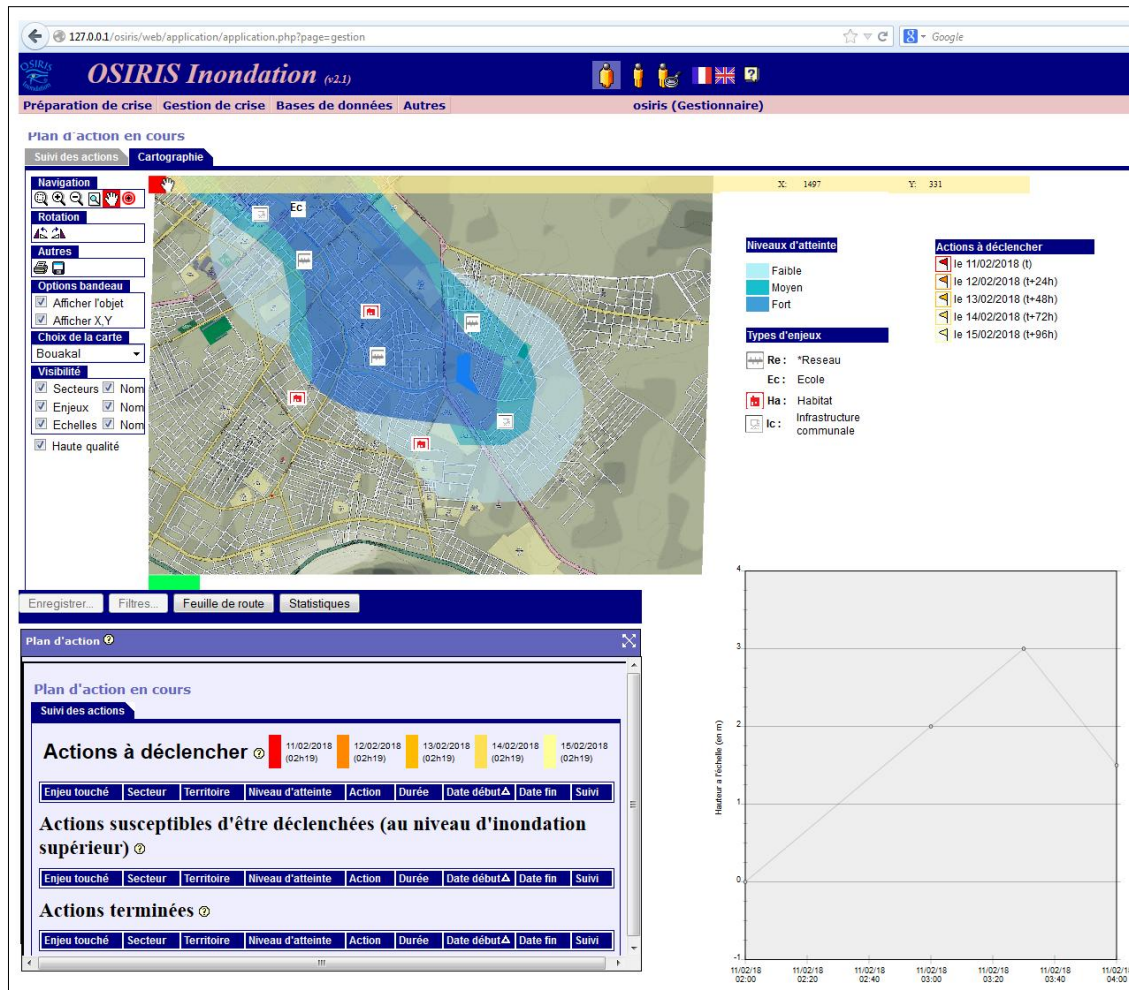 127.0.0.1/osiris/web/application/application.php?page=gestion
Google
OSIRIS Inondation (v2.1)
Préparation de crise Gestion de crise Bases de données Autres osiris (Gestionnaire)
Plan d'action en cours
Suivi des actions Cartographie
Navigation
Rotation
Autres
Options bandeau
Afficher l'objet
Afficher X,Y
Choix de la carte
Bouakal
Visibilité
Secteurs Nom
Enjeux Nom
Echelles Nom
Haute qualité
Ec
X: 1497 Y: 331
Niveaux d'atteinte
Faible
Moyen
Fort
Types d'enjeux
Re : *Reseau
Ec : Ecole
Ha : Habitat
Ic : Infrastructure communale
Actions à déclencher
le 11/02/2018 (t)
le 12/02/2018 (t+24h)
le 13/02/2018 (t+48h)
le 14/02/2018 (t+72h)
le 15/02/2018 (t+96h)
Enregistrer... Filtres... Feuille de route Statistiques
Plan d'action
Plan d'action en cours
Suivi des actions
Actions à déclencher
11/02/2018 (02h19)
12/02/2018 (02h19)
13/02/2018 (02h19)
14/02/2018 (02h19)
15/02/2018 (02h19)
Enjeu touché Secteur Territoire Niveau d'atteinte Action Durée Date début Date fin Suivi
Actions susceptibles d'être déclenchées (au niveau d'inondation
supérieur)
Enjeu touché Secteur Territoire Niveau d'atteinte Action Durée Date début Date fin Suivi
Actions terminées
Enjeu touché Secteur Territoire Niveau d'atteinte Action Durée Date début Date fin Suivi
Hauteur a l'échelle (en m)
4
3
2
1
0
-1
11/02/18 02:00
11/02/18 02:20
11/02/18 02:40
11/02/18 03:00
11/02/18 03:20
11/02/18 03:40
11/02/18 04:00